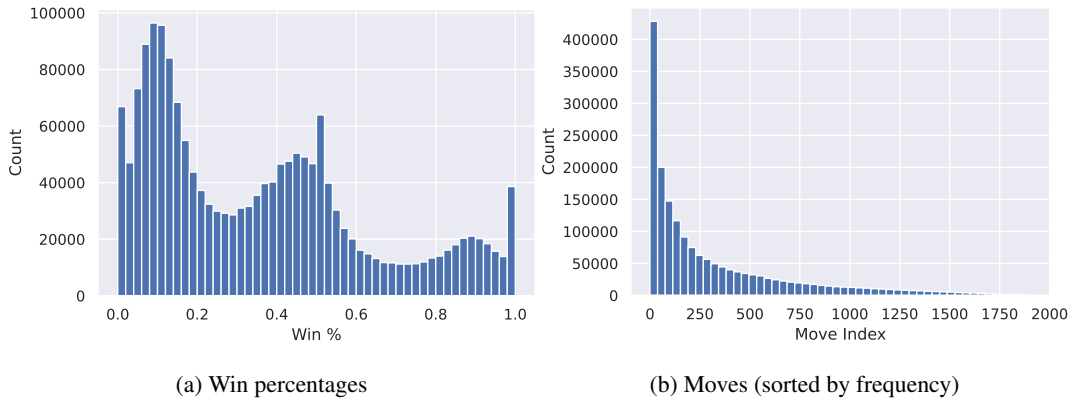 100000
80000
60000
40000
20000
0
Count
0.0 0.2 0.4 0.6 0.8 1.0
Win %
(a) Win percentages
400000
350000
300000
250000
200000
150000
100000
50000
0
Count
0 250 500 750 1000 1250 1500 1750 2000
Move Index
(b) Moves (sorted by frequency)